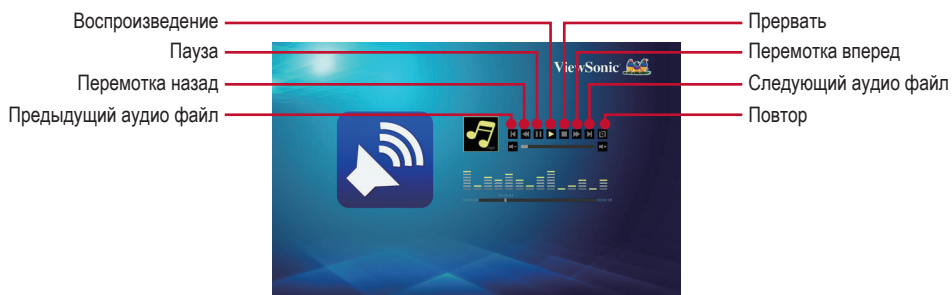 Воспроизведение
Пауза
Перемотка назад
Предыдущий аудио файл
Прервать
Перемотка вперед
Следующий аудио файл
Повтор
ViewSonic